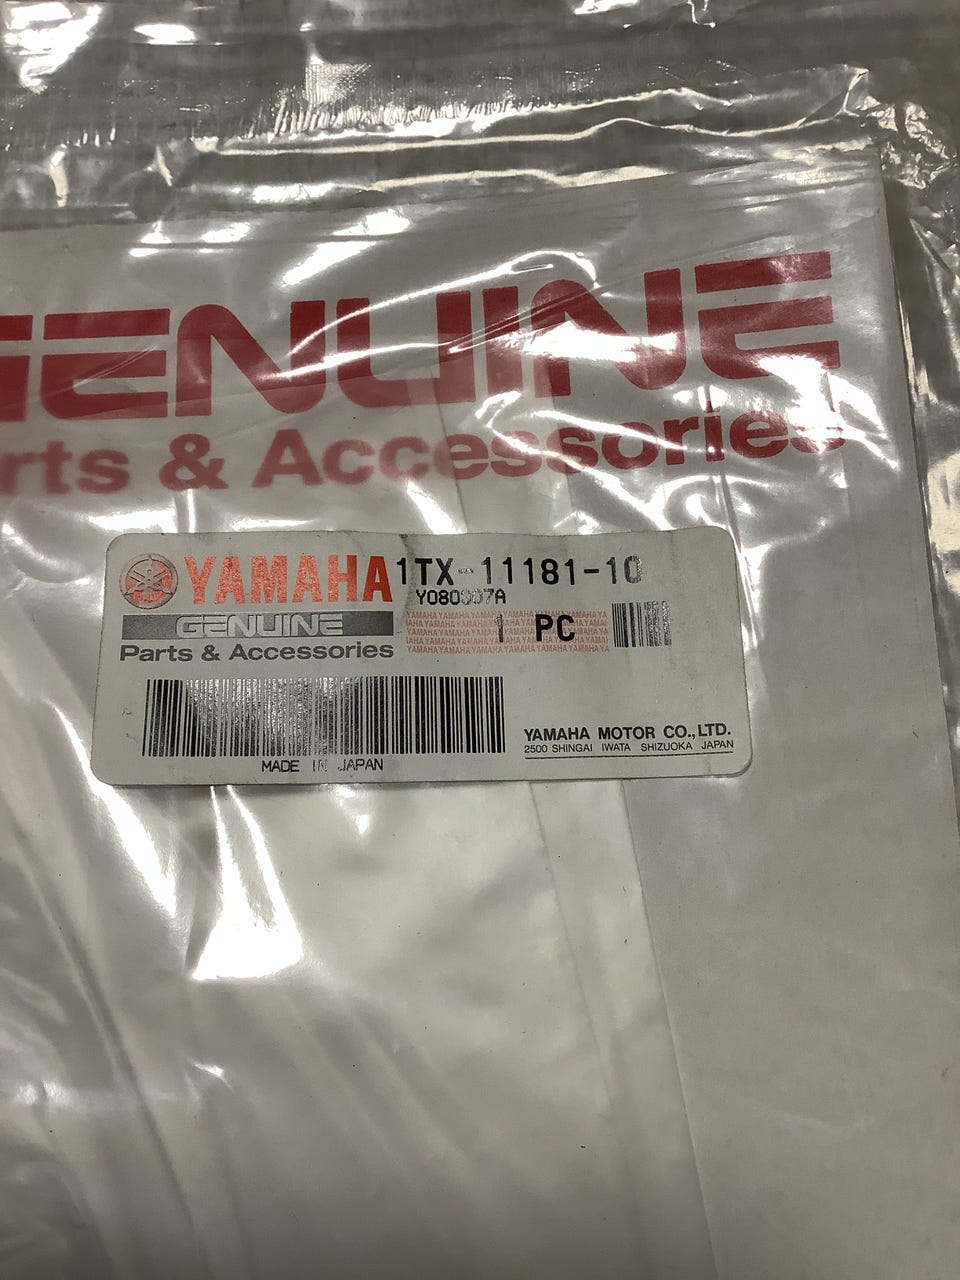 GENUINE
rts & Accessories
YAMAHA 1TX-11181-10
GENUINE
Parts & Accessories
1 PC
YAMAHA MOTOR CO.,LTD.
2500 SHINGAI IWATA SHIZUOKA JAPAN
MADE IN JAPAN